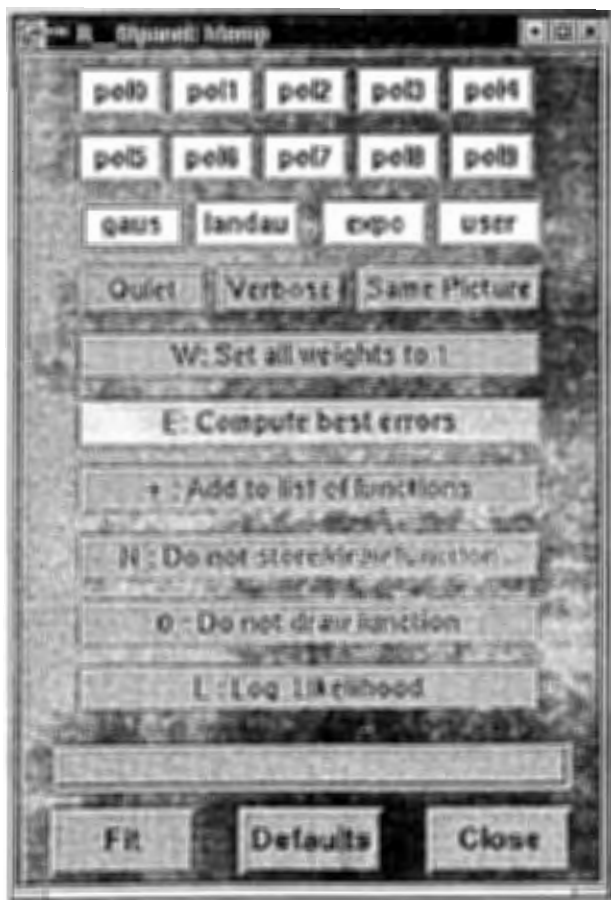 pol0 pol1 pol2 pol3 pol4
pol5 pol6 pol7 pol8 pol9
gaus landau expo user
Quiet Verbose Same Picture
W: Set all weights to 1
E: Compute best errors
+ : Add to list of functions
N : Do not store/draw function
0 : Do not draw function
L : Log Likelihood
Fit Defaults Close